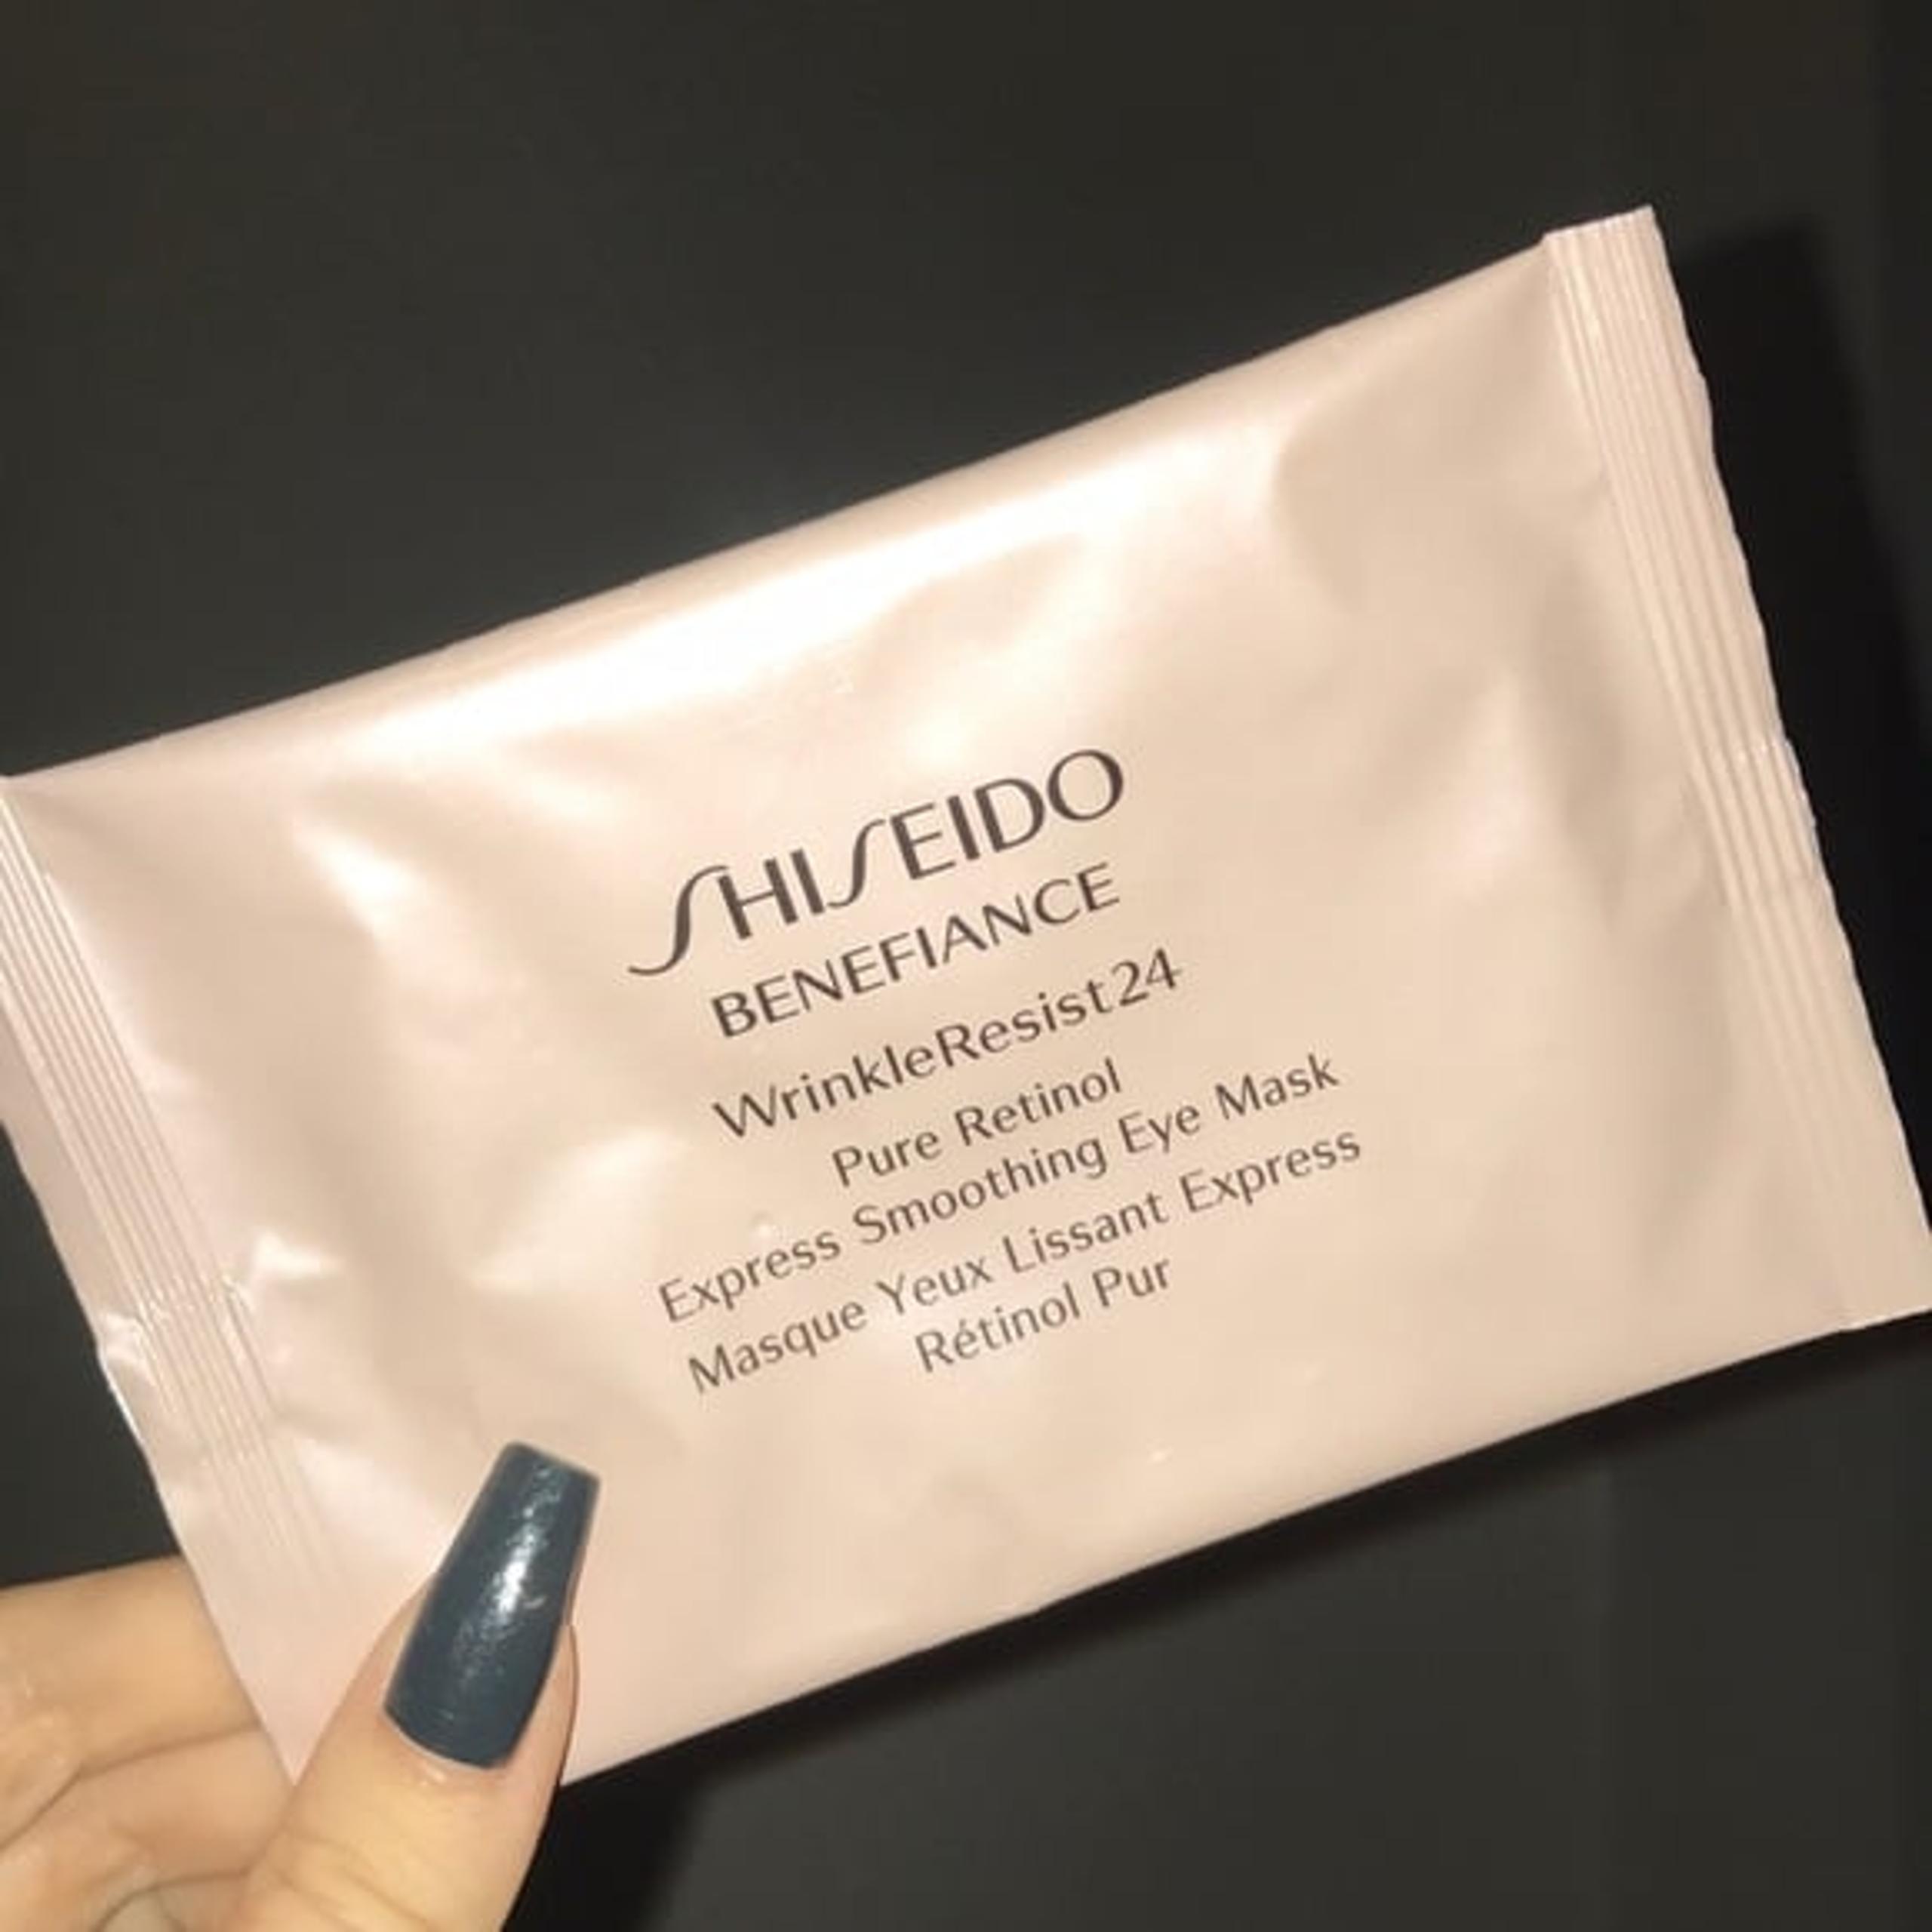 SHISEIDO
BENEFIANCE
WrinkleResist24
Pure Retinol
Express Smoothing Eye Mask
Masque Yeux Lissant Express
Rétinol Pur